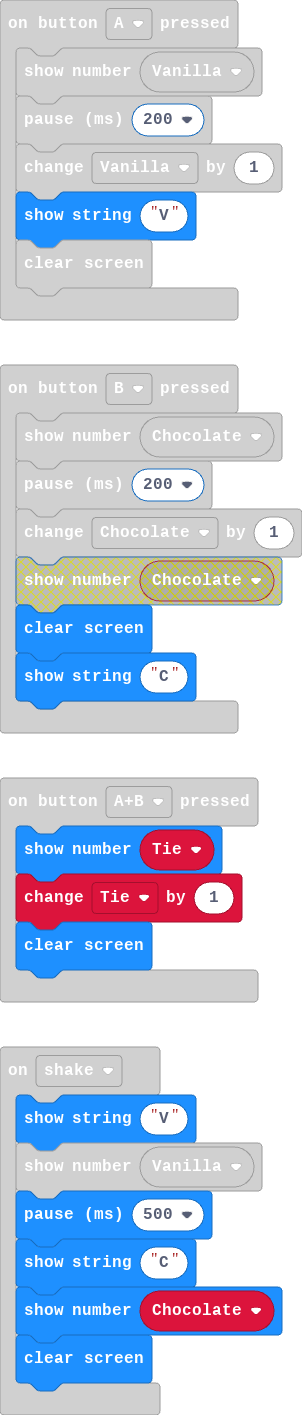 on button A pressed
show number Vanilla
pause (ms) 200
change Vanilla by 1
show string "V"
clear screen
on button B pressed
show number Chocolate
pause (ms) 200
change Chocolate by 1
show number Chocolate
clear screen
show string "C"
on button A+B pressed
show number Tie
change Tie by 1
clear screen
on shake
show string "V"
show number Vanilla
pause (ms) 500
show string "C"
show number Chocolate
clear screen